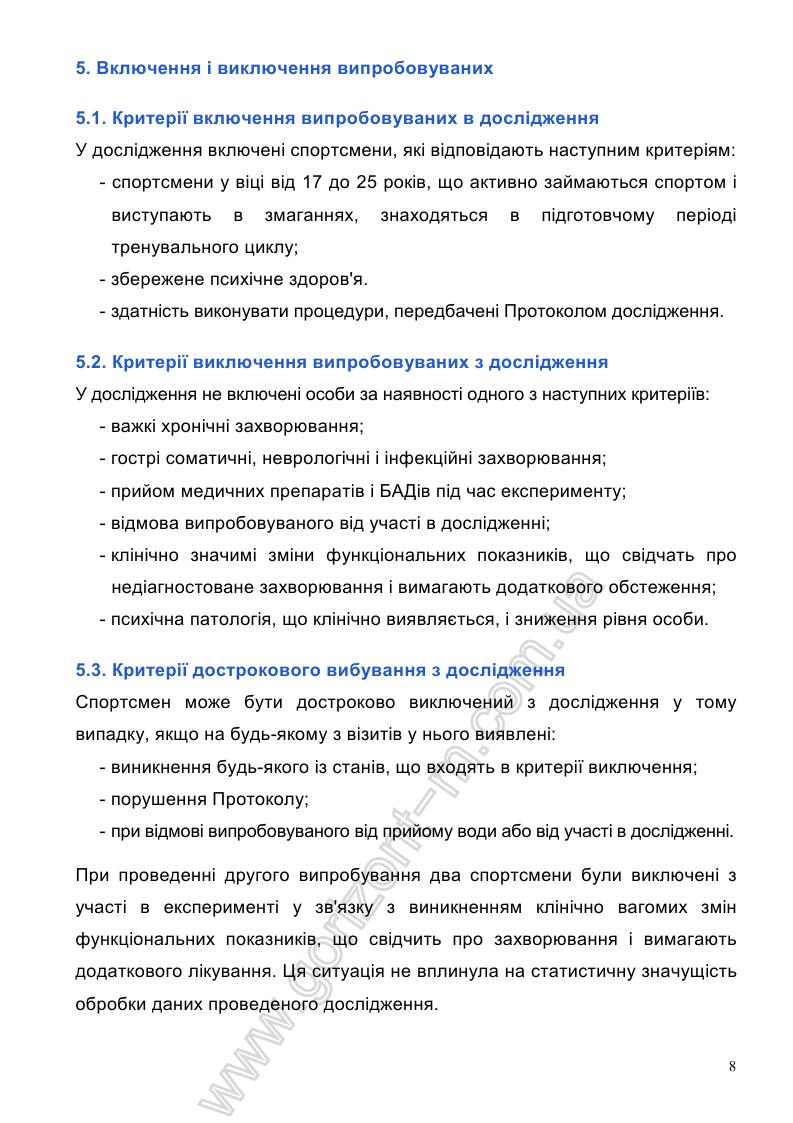 5. Включення і виключення випробовуваних
5.1. Критерії включення випробовуваних в дослідження
У дослідження включені спортсмени, які відповідають наступним критеріям:
- спортсмени у віці від 17 до 25 років, що активно займаються спортом і
виступають в змаганнях, знаходяться в підготовчому періоді
тренувального циклу;
- збережене психічне здоров'я.
- здатність виконувати процедури, передбачені Протоколом дослідження.
5.2. Критерії виключення випробовуваних з дослідження
У дослідження не включені особи за наявності одного з наступних критеріїв:
- важкі хронічні захворювання;
- гострі соматичні, неврологічні і інфекційні захворювання;
- прийом медичних препаратів і БАДів під час експерименту;
- відмова випробовуваного від участі в дослідженні;
- клінічно значимі зміни функціональних показників, що свідчать про
недіагностоване захворювання і вимагають додаткового обстеження;
- психічна патологія, що клінічно виявляється, і зниження рівня особи.
5.3. Критерії дострокового вибування з дослідження
Спортсмен може бути достроково виключений з дослідження у тому
випадку, якщо на будь-якому з візитів у нього виявлені:
- виникнення будь-якого із станів, що входять в критерії виключення;
- порушення Протоколу;
- при відмові випробовуваного від прийому води або від участі в дослідженні.
При проведенні другого випробування два спортсмени були виключені з
участі в експерименті у зв'язку з виникненням клінічно вагомих змін
функціональних показників, що свідчить про захворювання і вимагають
додаткового лікування. Ця ситуація не вплинула на статистичну значущість
обробки даних проведеного дослідження.
www.gorizont-m.com.ua
8